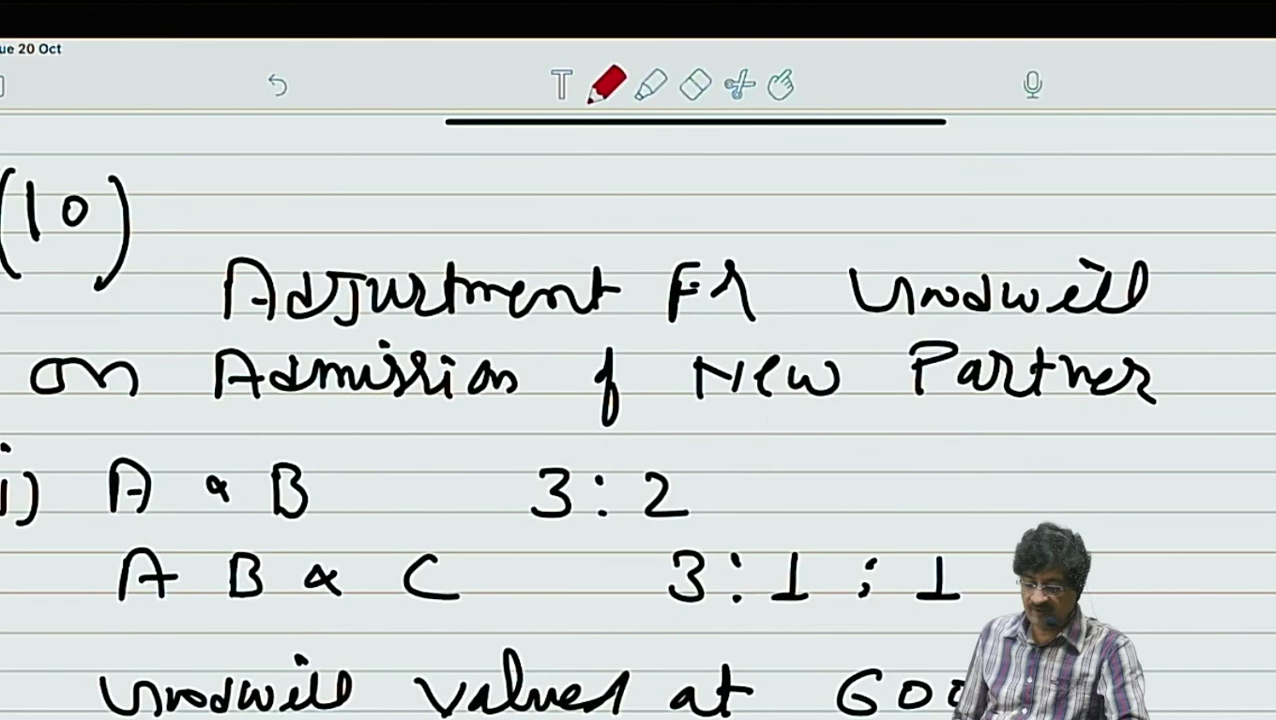 ue 20 Oct
T
(10)
Adjustment For Goodwill
on Admission of New Partner
i) A & B 3:2
A B & C 3:1:1
Goodwill valued at